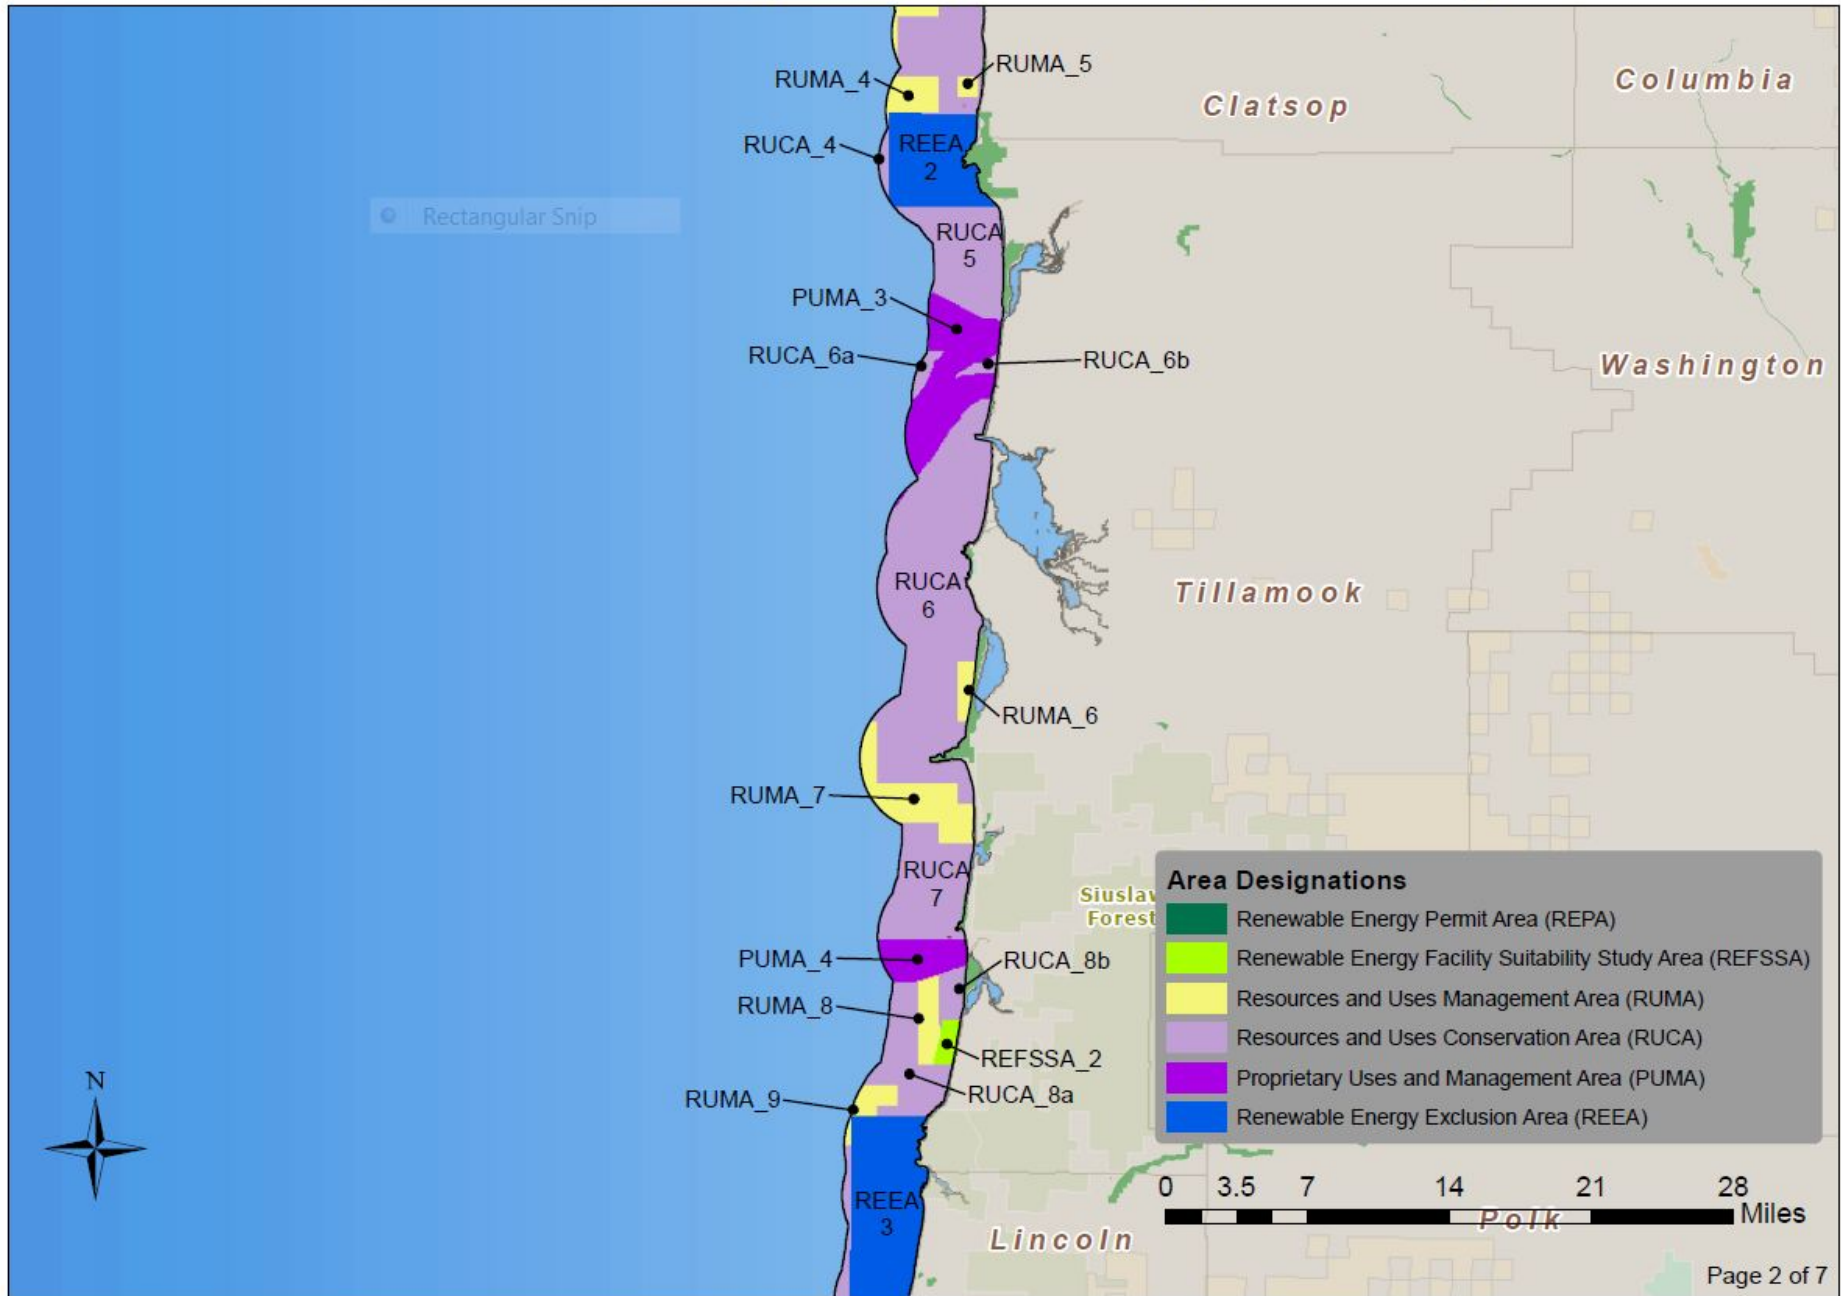 RUMA_5
RUMA_4
Columbia
Clatsop
RUCA_4
REEA
2
Rectangular Snip
RUCA
5
PUMA_3
RUCA_6a
RUCA_6b
Washington
RUCA
6
Tillamook
RUMA_6
RUMA_7
RUCA
7
Siuslaw
Forest
PUMA_4
RUCA_8b
RUMA_8
REFSSA_2
RUCA_8a
RUMA_9
REEA
3
Lincoln
N
Area Designations
Renewable Energy Permit Area (REPA)
Renewable Energy Facility Suitability Study Area (REFSSA)
Resources and Uses Management Area (RUMA)
Resources and Uses Conservation Area (RUCA)
Proprietary Uses and Management Area (PUMA)
Renewable Energy Exclusion Area (REEA)
0 3.5 7 14 21 28
Miles
Polk
Page 2 of 7